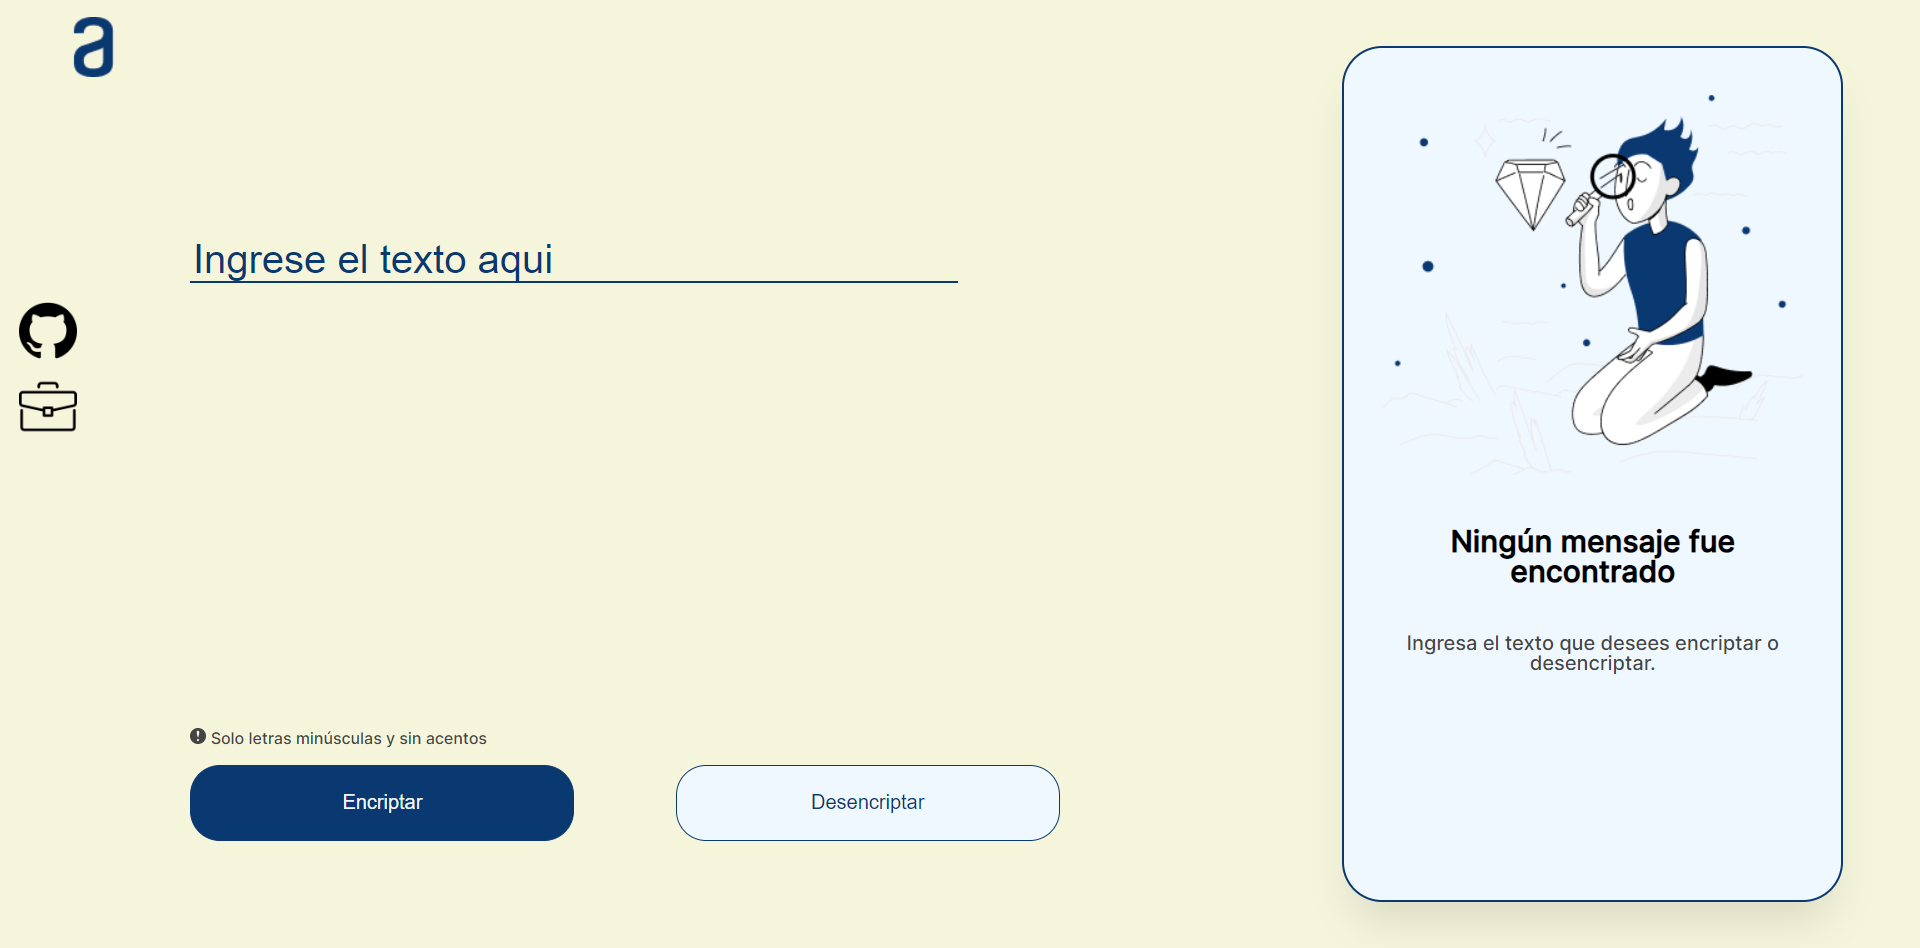 a
Ingrese el texto aqui
Solo letras minúsculas y sin acentos
Encriptar
Desencriptar
Ningún mensaje fue
encontrado
Ingresa el texto que desees encriptar o
desencriptar.